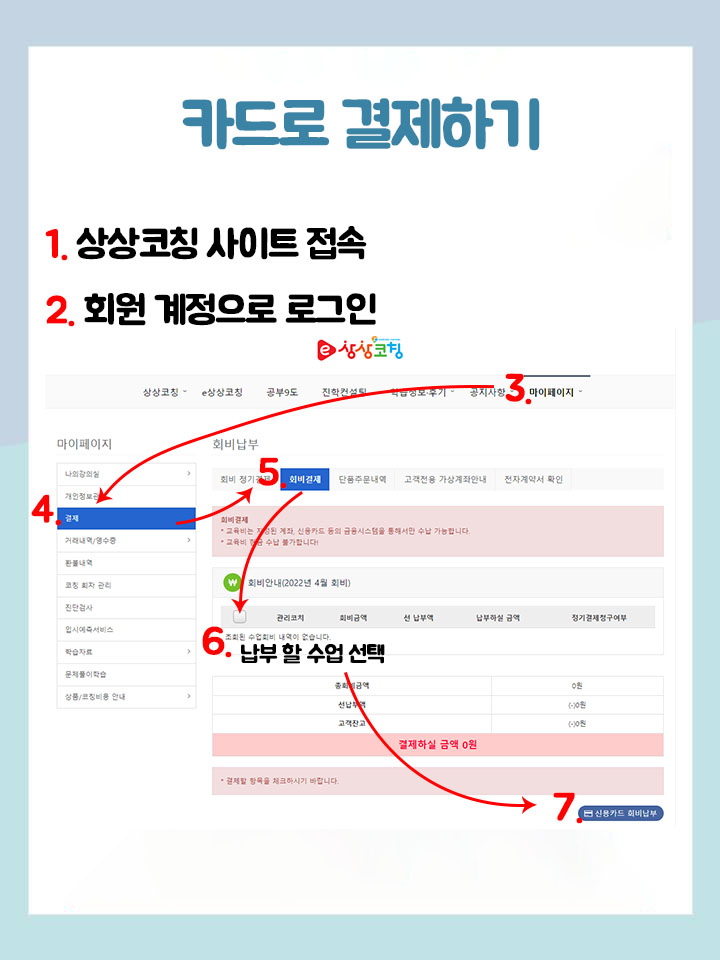 카드로 결제하기
1. 상상코칭 사이트 접속
2. 회원 계정으로 로그인
e 상상코칭
상상코칭 e상상코칭 공부9도 진학컨설팅 학습정보·후기 공지사항 3. 마이페이지
마이페이지
나의강의실
개인정보관
4. 결제
거래내역/영수증
환불내역
코칭 회차 관리
진단검사
입시예측서비스
학습자료
문제풀이학습
상품/코칭비용 안내
회비납부
회비 정기결제 5. 회비결제 단품주문내역 고객전용 가상계좌안내 전자계약서 확인
회비결제
* 교육비는 지정된 계좌, 신용카드 등의 금융시스템을 통해서만 수납 가능합니다.
* 교육비 현금 수납 불가합니다!
₩ 회비안내(2022년 4월 회비)
관리코치 회비금액 선 납부액 납부하실 금액 정기결제청구여부
조회된 수업회비 내역이 없습니다.
6. 납부 할 수업 선택
총회비금액 0원
선납부액 (-)0원
고객잔고 (-)0원
결제하실 금액 0원
* 결제할 항목을 체크하시기 바랍니다.
7. 신용카드 회비납부